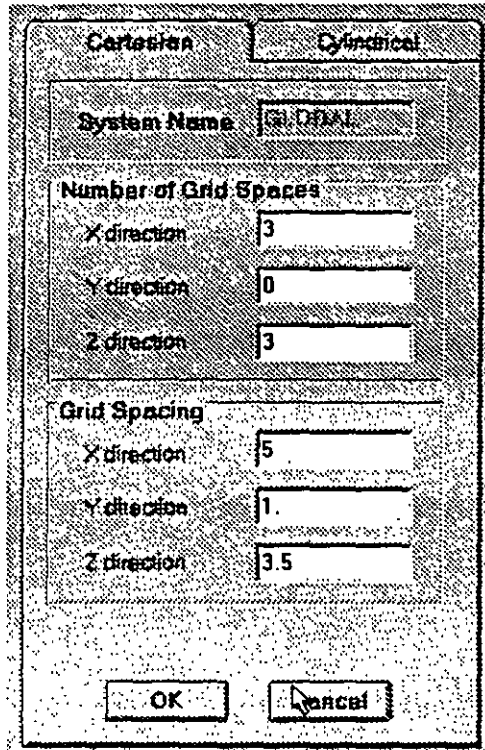 Cartesian Cylindrical
System Name GLOBAL
Number of Grid Spaces
X direction 3
Y direction 0
Z direction 3
Grid Spacing
X direction 5
Y direction 1.
Z direction 3.5
OK Cancel